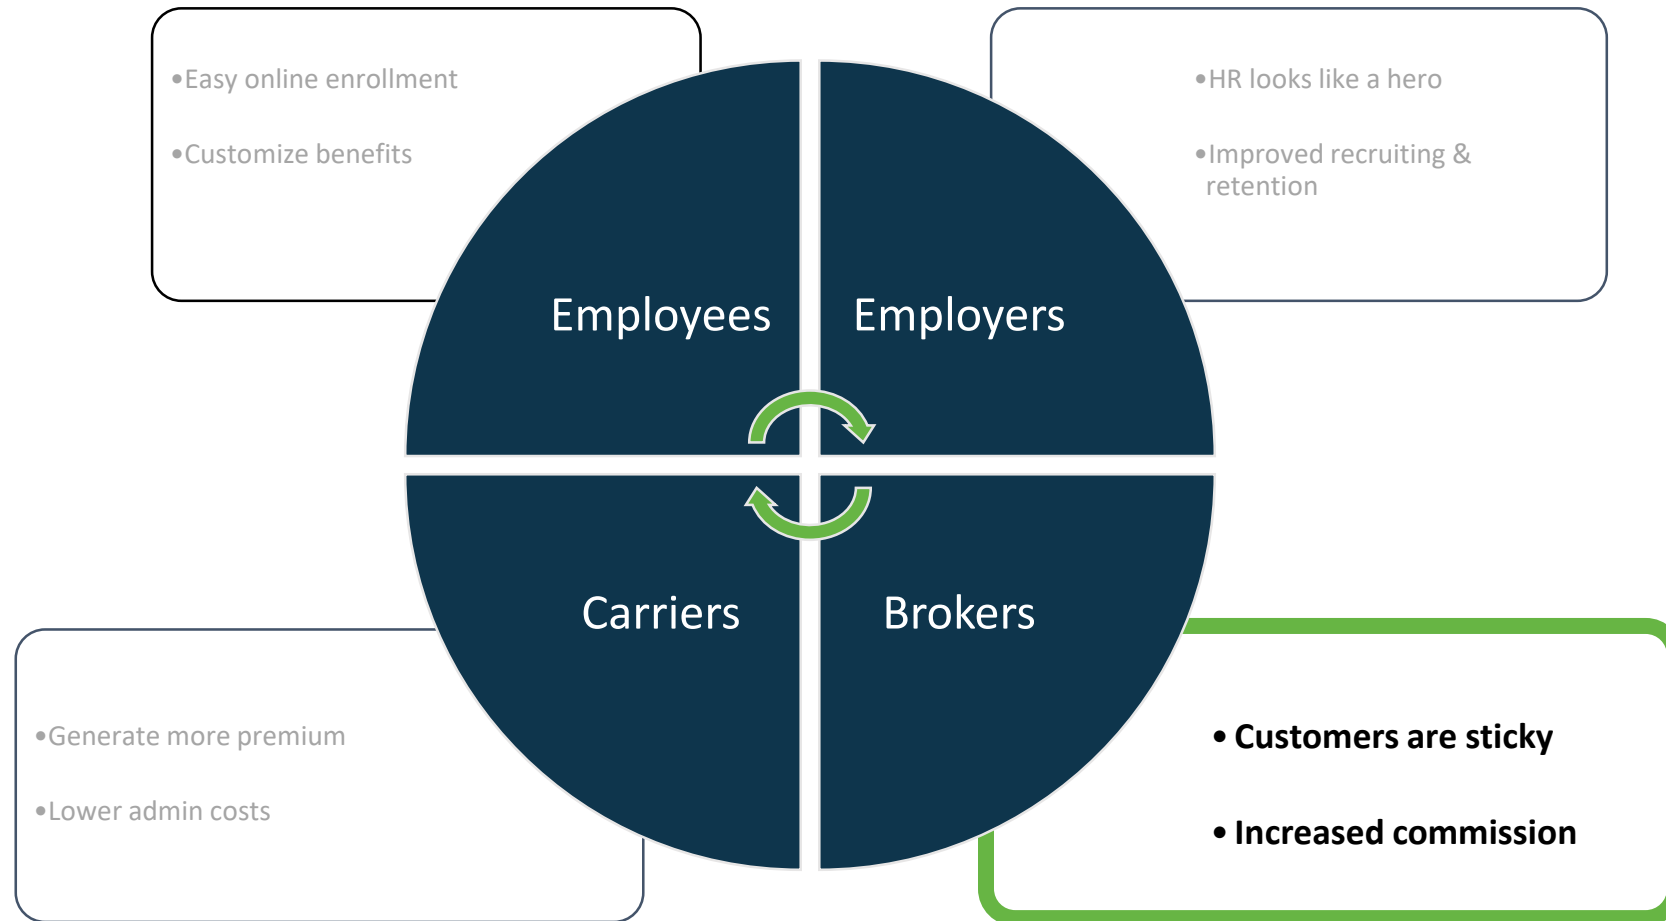 •Easy online enrollment
•Customize benefits
•HR looks like a hero
•Improved recruiting &
retention
Employees
Employers
Carriers
Brokers
•Generate more premium
•Lower admin costs
• Customers are sticky
• Increased commission